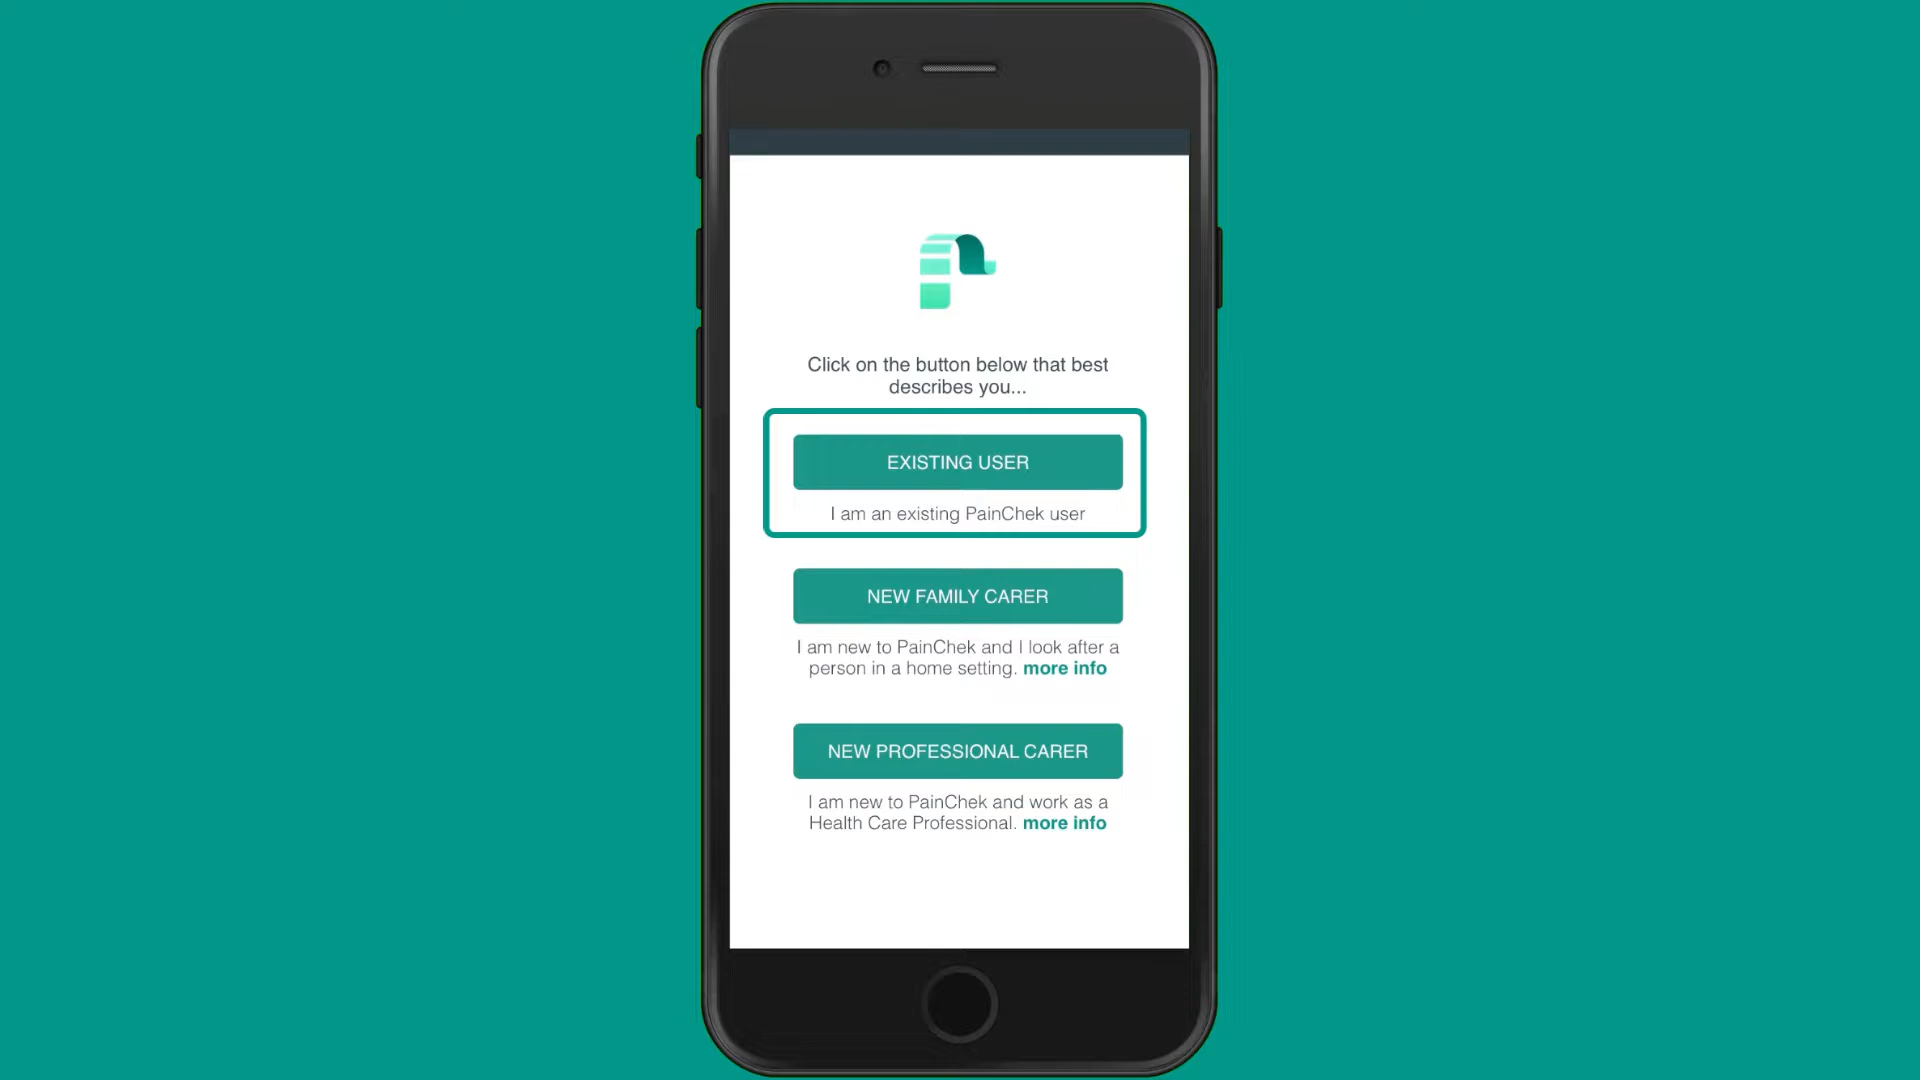 Click on the button below that best
describes you...
EXISTING USER
I am an existing PainChek user
NEW FAMILY CARER
I am new to PainChek and I look after a
person in a home setting. more info
NEW PROFESSIONAL CARER
I am new to PainChek and work as a
Health Care Professional. more info